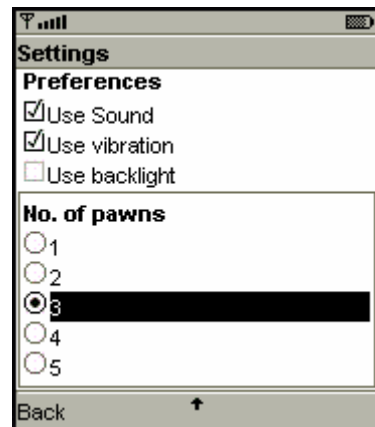 Settings
Preferences
Use Sound
Use vibration
Use backlight
No. of pawns
1
2
3
4
5
Back